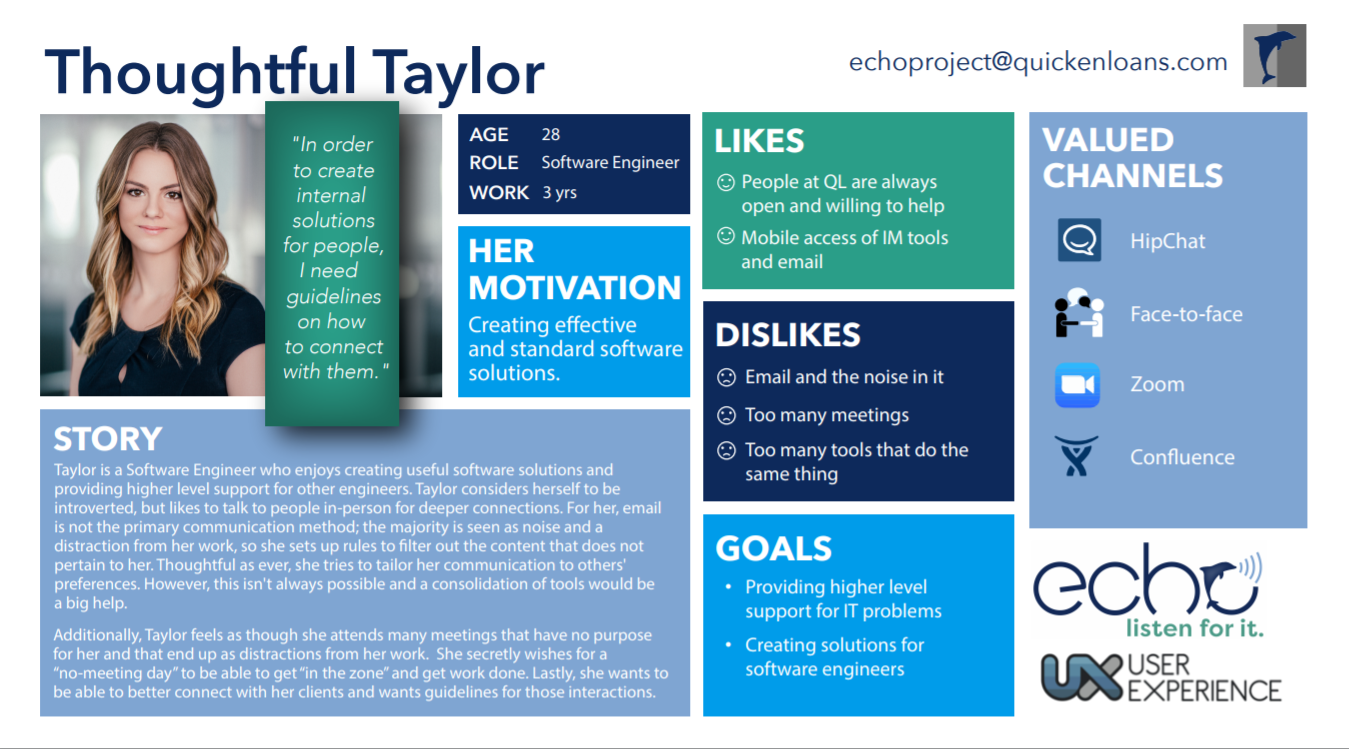 Thoughtful Taylor
echoproject@quickenloans.com
"In order
to create
internal
solutions
for people,
I need
guidelines
on how
to connect
with them."
AGE 28
ROLE Software Engineer
WORK 3 yrs
HER
MOTIVATION
Creating effective
and standard software
solutions.
STORY
Taylor is a Software Engineer who enjoys creating useful software solutions and
providing higher level support for other engineers. Taylor considers herself to be
introverted, but likes to talk to people in-person for deeper connections. For her, email
is not the primary communication method; the majority is seen as noise and a
distraction from her work, so she sets up rules to filter out the content that does not
pertain to her. Thoughtful as ever, she tries to tailor her communication to others'
preferences. However, this isn't always possible and a consolidation of tools would be
a big help.
Additionally, Taylor feels as though she attends many meetings that have no purpose
for her and that end up as distractions from her work.  She secretly wishes for a
“no-meeting day” to be able to get “in the zone” and get work done. Lastly, she wants to
be able to better connect with her clients and wants guidelines for those interactions.
LIKES
People at QL are always
open and willing to help
Mobile access of IM tools
and email
DISLIKES
Email and the noise in it
Too many meetings
Too many tools that do the
same thing
GOALS
• Providing higher level
support for IT problems
• Creating solutions for
software engineers
VALUED
CHANNELS
HipChat
Face-to-face
Zoom
Confluence
echo
listen for it.
UX USER
EXPERIENCE